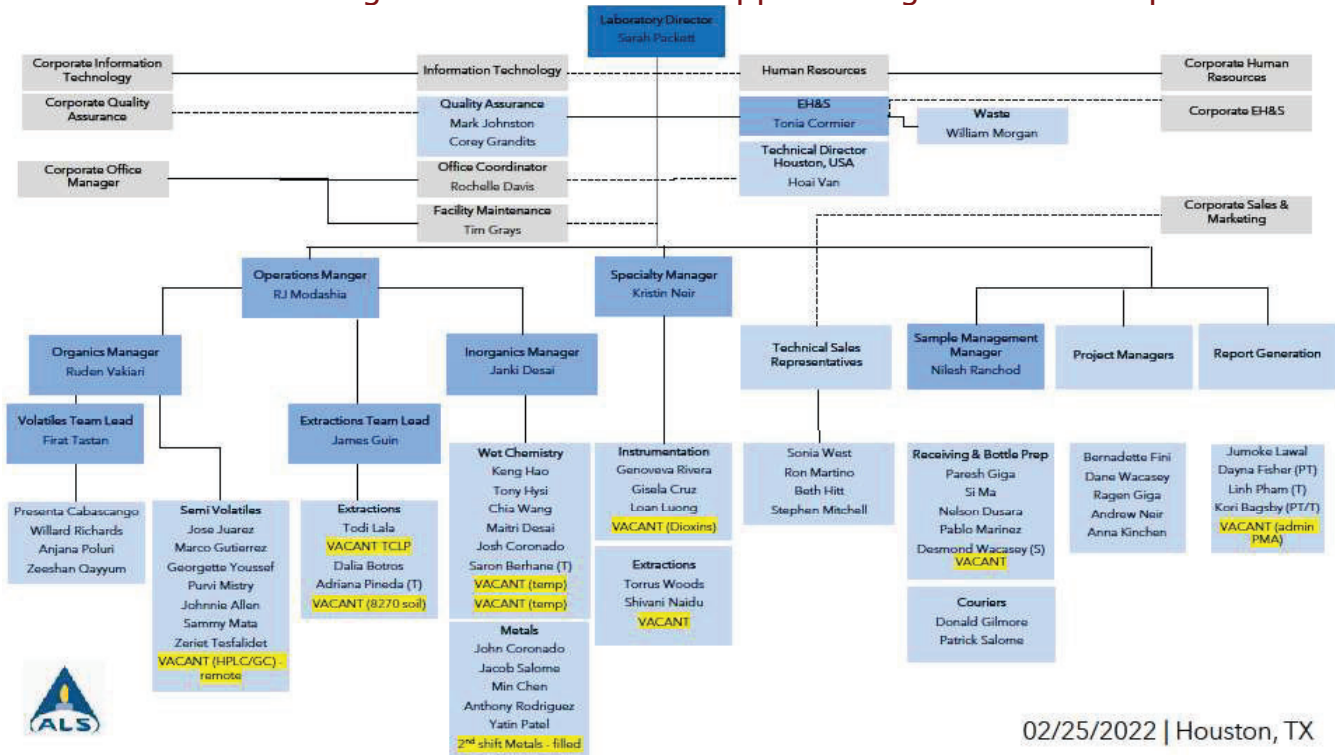 Laboratory Director
Sarah Packett
Corporate Information
Technology
Information Technology
Human Resources
Corporate Human
Resources
Corporate Quality
Assurance
Quality Assurance
Mark Johnston
Corey Grandits
EH&S
Tonia Cormier
Waste
William Morgan
Corporate EH&S
Technical Director
Houston, USA
Hoai Van
Corporate Office
Manager
Office Coordinator
Rochelle Davis
Facility Maintenance
Tim Grays
Corporate Sales &
Marketing
Operations Manger
RJ Modashia
Specialty Manager
Kristin Neir
Organics Manager
Ruden Vakiari
Inorganics Manager
Janki Desai
Technical Sales
Representatives
Sample Management
Manager
Nilesh Ranchod
Project Managers
Report Generation
Volatiles Team Lead
Firat Tastan
Extractions Team Lead
James Guin
Presenta Cabascango
Willard Richards
Anjana Poluri
Zeeshan Qayyum
Semi Volatiles
Jose Juarez
Marco Gutierrez
Georgette Youssef
Purvi Mistry
Johnnie Allen
Sammy Mata
Zeriet Tesfalidet
VACANT (HPLC/GC) -
remote
Extractions
Todi Lala
VACANT TCLP
Dalia Botros
Adriana Pineda (T)
VACANT (8270 soil)
Wet Chemistry
Keng Hao
Tony Hysi
Chia Wang
Maitri Desai
Josh Coronado
Saron Berhane (T)
VACANT (temp)
VACANT (temp)
Metals
John Coronado
Jacob Salome
Min Chen
Anthony Rodriguez
Yatin Patel
2nd shift Metals - filled
Instrumentation
Genoveva Rivera
Gisela Cruz
Loan Luong
VACANT (Dioxins)
Extractions
Torrus Woods
Shivani Naidu
VACANT
Sonia West
Ron Martino
Beth Hitt
Stephen Mitchell
Receiving & Bottle Prep
Paresh Giga
Si Ma
Nelson Dusara
Pablo Marinez
Desmond Wacasey (S)
VACANT
Couriers
Donald Gilmore
Patrick Salome
Bernadette Fini
Dane Wacasey
Ragen Giga
Andrew Neir
Anna Kinchen
Jumoke Lawal
Dayna Fisher (PT)
Linh Pham (T)
Kori Bagsby (PT/T)
VACANT (admin
PMA)
ALS
02/25/2022 | Houston, TX